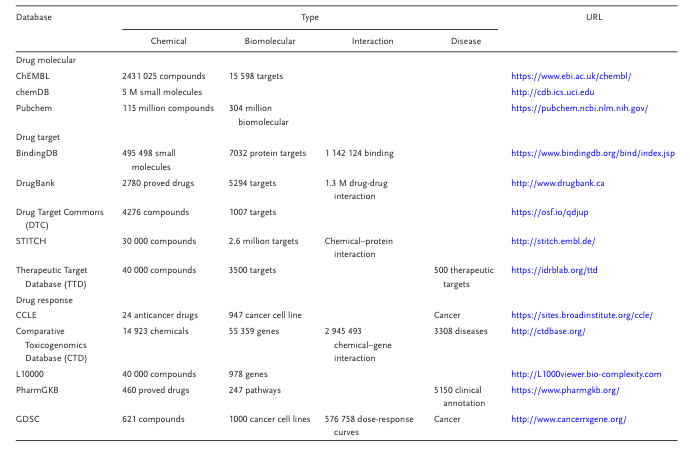 Database Type URL
Chemical Biomolecular Interaction Disease
Drug molecular
ChEMBL 2431 025 compounds 15 598 targets https://www.ebi.ac.uk/chembl/
chemDB 5 M small molecules http://cdb.ics.uci.edu
Pubchem 115 million compounds 304 million https://pubchem.ncbi.nlm.nih.gov/
biomolecular
Drug target
BindingDB 495 498 small 7032 protein targets 1 142 124 binding https://www.bindingdb.org/bind/index.jsp
molecules
DrugBank 2780 proved drugs 5294 targets 1.3 M drug-drug http://www.drugbank.ca
interaction
Drug Target Commons 4276 compounds 1007 targets https://osf.io/qdjup
(DTC)
STITCH 30 000 compounds 2.6 million targets Chemical–protein http://stitch.embl.de/
interaction
Therapeutic Target 40 000 compounds 3500 targets 500 therapeutic https://idrblab.org/ttd
Database (TTD) targets
Drug response
CCLE 24 anticancer drugs 947 cancer cell line Cancer https://sites.broadinstitute.org/ccle/
Comparative 14 923 chemicals 55 359 genes 2 945 493 3308 diseases http://ctdbase.org/
Toxicogenomics chemical–gene
Database (CTD) interaction
L10000 40 000 compounds 978 genes http://L1000viewer.bio-complexity.com
PharmGKB 460 proved drugs 247 pathways 5150 clinical https://www.pharmgkb.org/
annotation
GDSC 621 compounds 1000 cancer cell lines 576 758 dose-response Cancer http://www.cancerrxgene.org/
curves